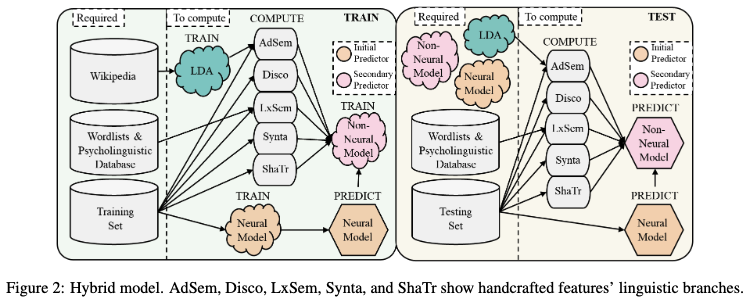 Required
To compute
COMPUTE
TRAIN
TRAIN
Wikipedia
LDA
AdSem
Disco
LxSem
Synta
ShaTr
Initial
Predictor
Secondary
Predictor
Wordlists &
Psycholinguistic
Database
TRAIN
Non-
Neural
Model
Training
Set
TRAIN
Neural
Model
PREDICT
Neural
Model
Required
To compute
TEST
Non-
Neural
Model
LDA
Neural
Model
COMPUTE
AdSem
Disco
LxSem
Synta
ShaTr
Initial
Predictor
Secondary
Predictor
Wordlists &
Psycholinguistic
Database
PREDICT
Non-
Neural
Model
Testing
Set
PREDICT
Neural
Model
Figure 2: Hybrid model. AdSem, Disco, LxSem, Synta, and ShaTr show handcrafted features' linguistic branches.